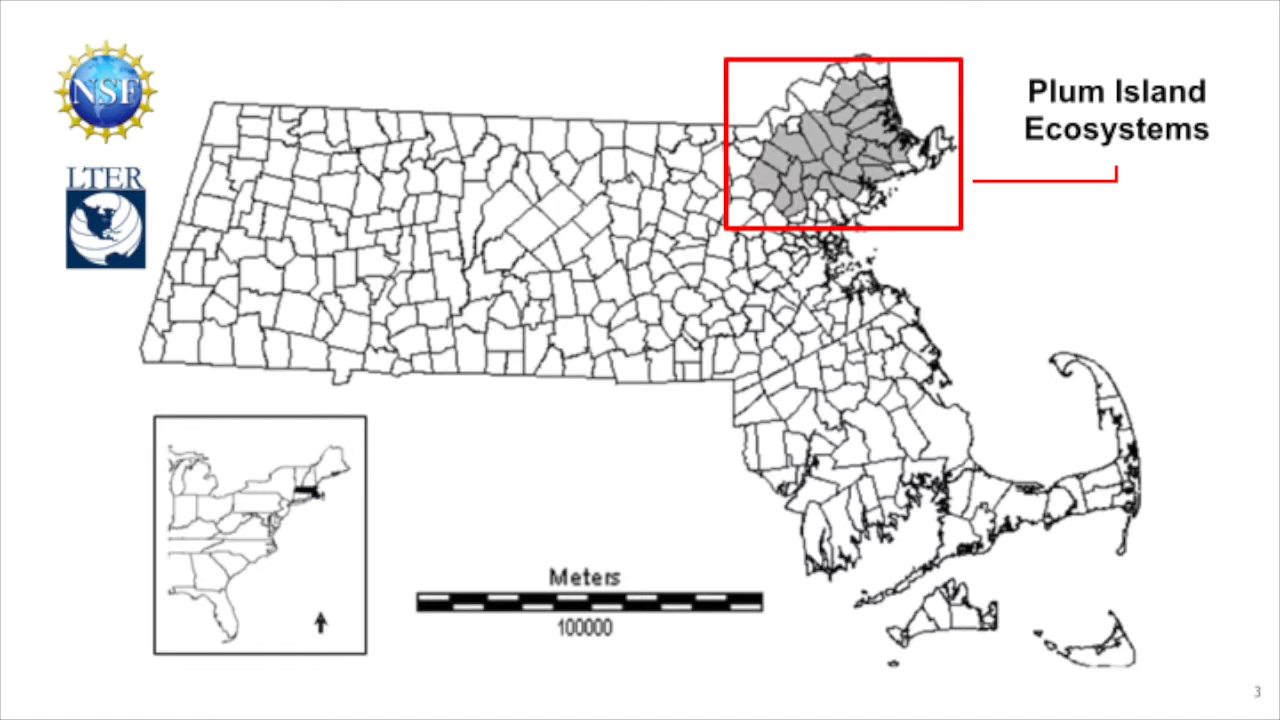 NSF
LTER
Plum Island
Ecosystems
Meters
100000
3